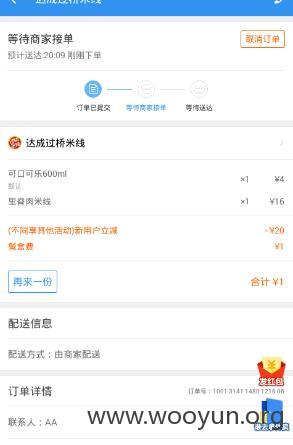 达成过桥米线
等待商家接单
取消订单
预计送达:20:09 刚刚下单
订单已提交
等待商家接单
等待送达
达成过桥米线
可口可乐600ml ×1 ¥4
默认
里脊肉米线 ×1 ¥16
(不同享其他活动)新用户立减 -¥20
餐盒费 ¥1
再来一份
合计 ¥1
配送信息
配送方式：由商家配送
发红包
订单详情
订单号：1001 3141 1480 1216 06
联系人：AA
www.wooyun.org